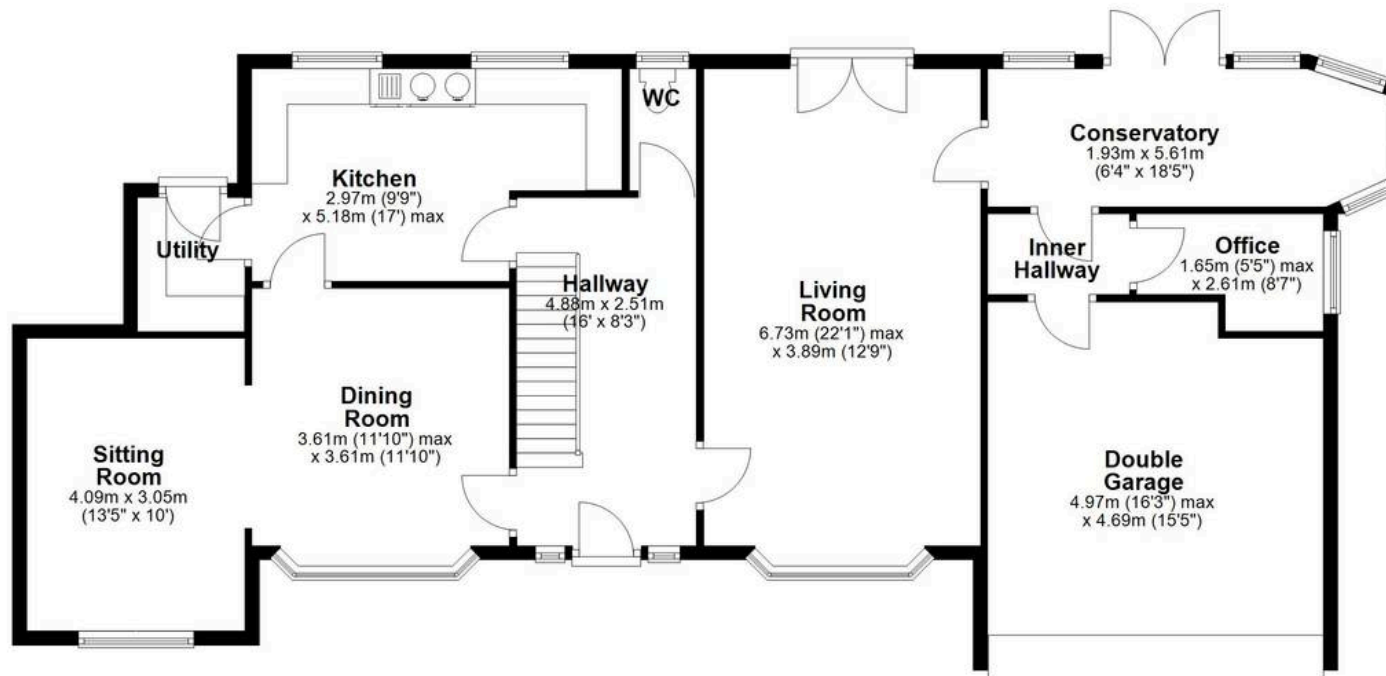 WC
Conservatory
1.93m x 5.61m
(6'4" x 18'5")
Kitchen
2.97m (9'9")
x 5.18m (17') max
Utility
Hallway
4.88m x 2.51m
(16' x 8'3")
Living
Room
6.73m (22'1") max
x 3.89m (12'9")
Inner
Hallway
Office
1.65m (5'5") max
x 2.61m (8'7")
Dining
Room
3.61m (11'10") max
x 3.61m (11'10")
Sitting
Room
4.09m x 3.05m
(13'5" x 10')
Double
Garage
4.97m (16'3") max
x 4.69m (15'5")